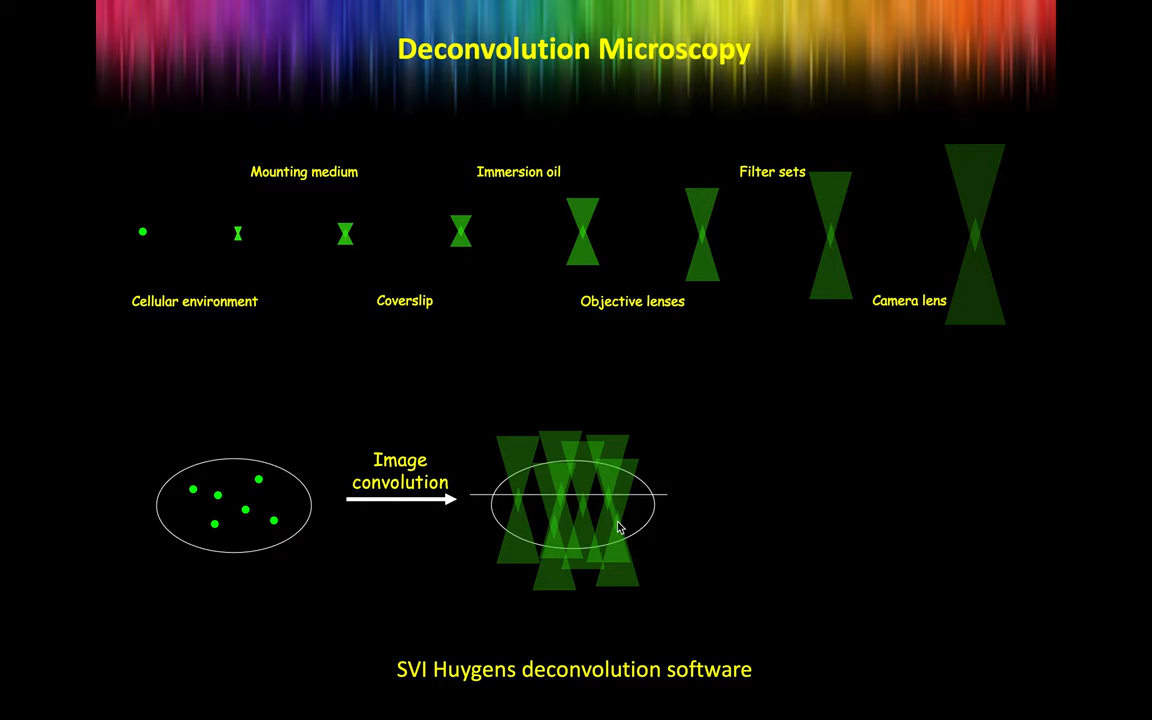 Deconvolution Microscopy
Mounting medium
Immersion oil
Filter sets
Cellular environment
Coverslip
Objective lenses
Camera lens
Image
convolution
SVI Huygens deconvolution software